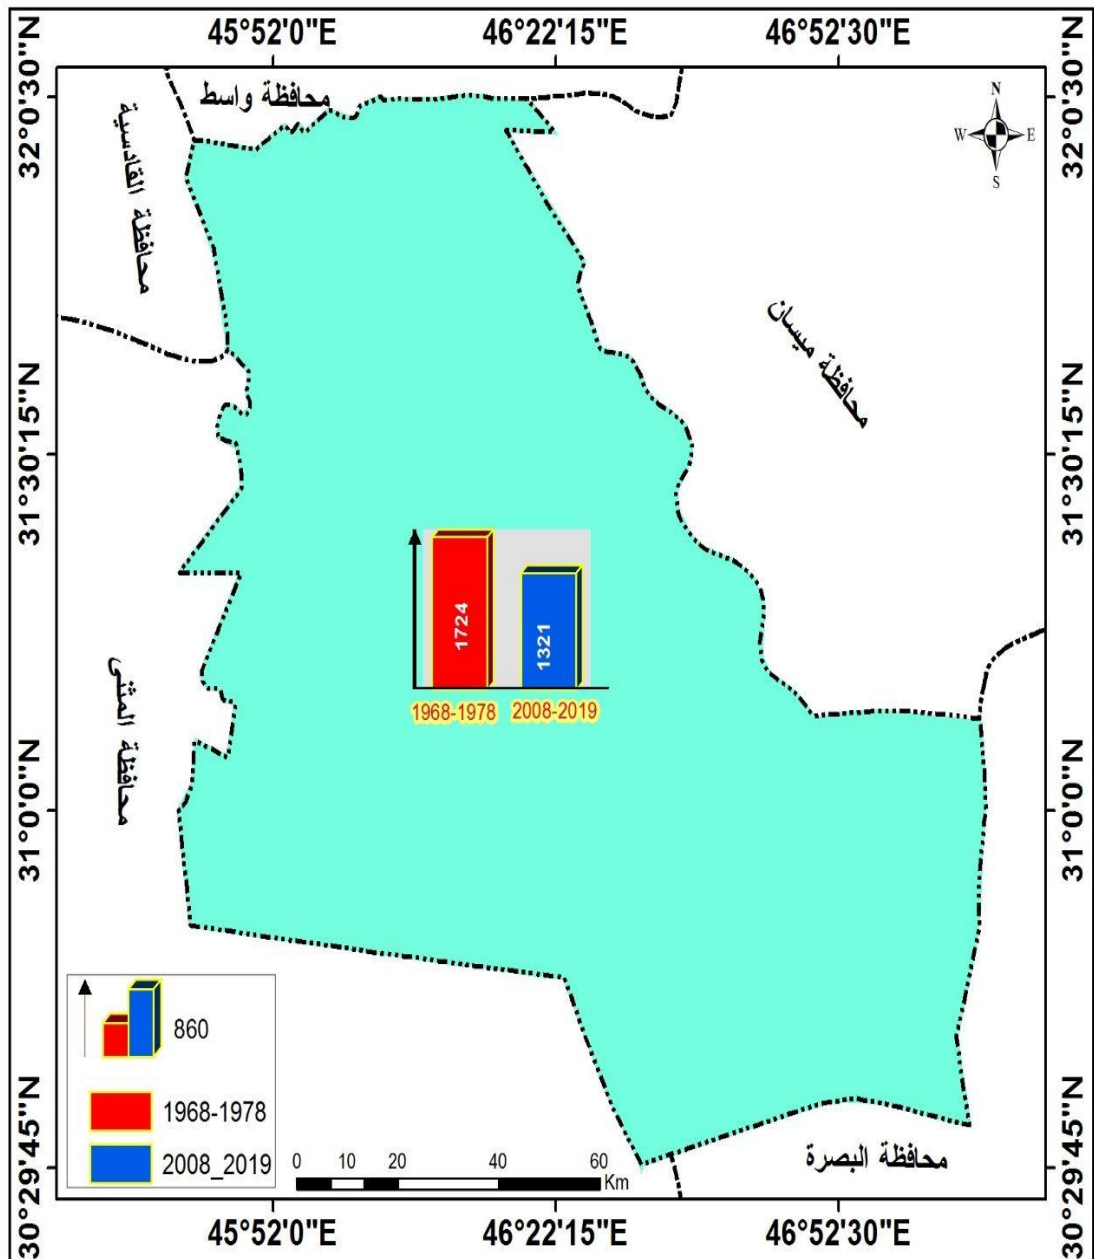 45°52'0"E
46°22'15"E
46°52'30"E
32°0'30"N
32°0'30"N
محافظة واسط
محافظة القادسية
N
W
E
S
محافظة ميسان
31°30'15"N
31°30'15"N
1724
1321
1968-1978
2008-2019
محافظة المثنى
31°0'0"N
31°0'0"N
860
1968-1978
2008_2019
0 10 20 40 60
Km
محافظة البصرة
30°29'45"N
30°29'45"N
45°52'0"E
46°22'15"E
46°52'30"E